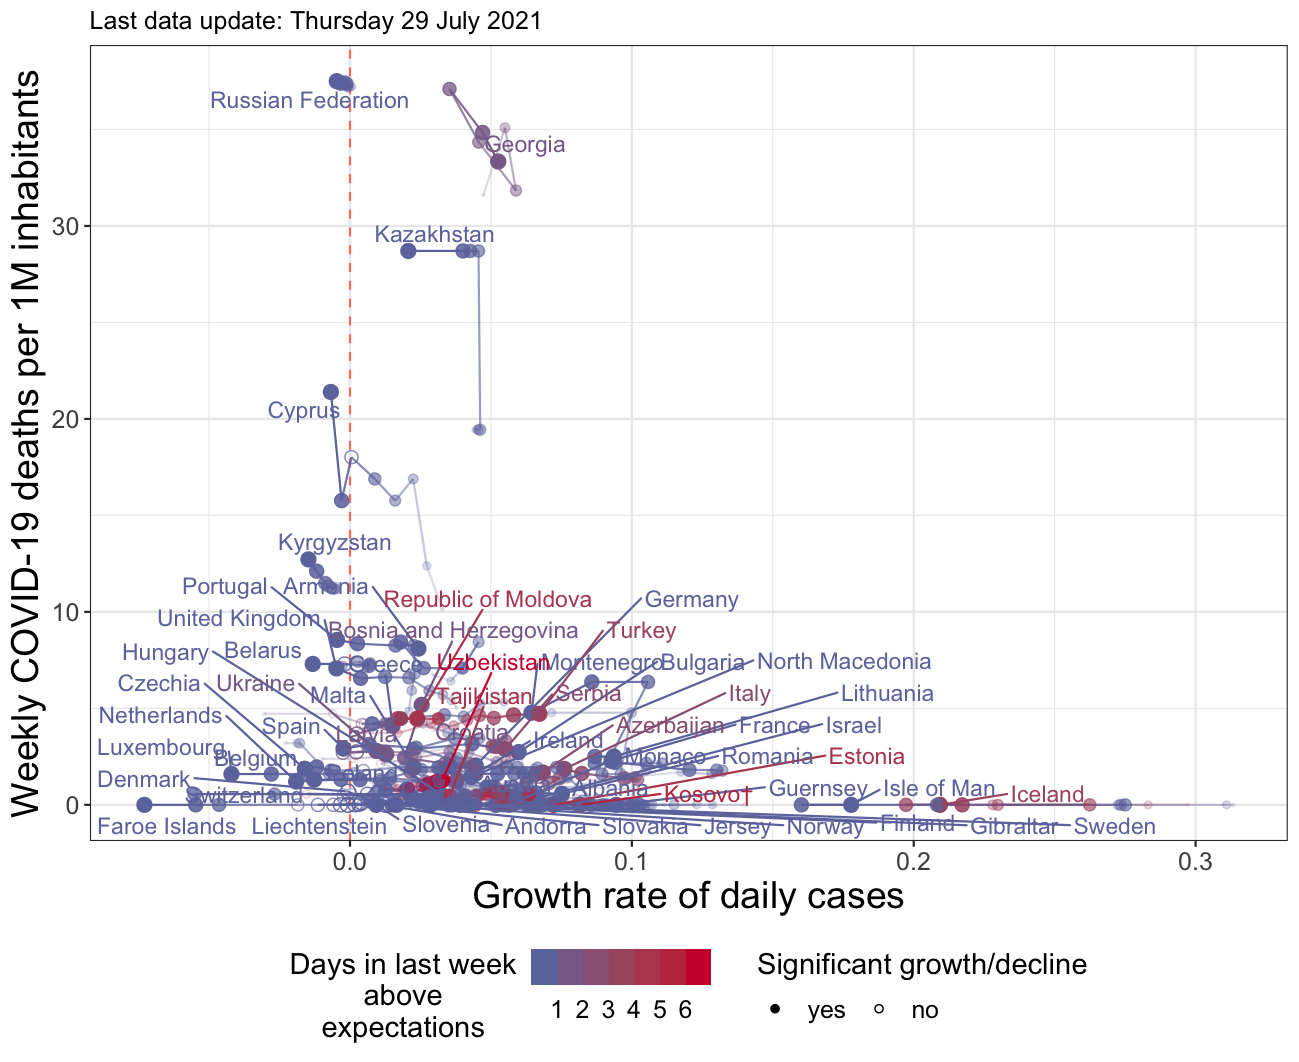 Last data update: Thursday 29 July 2021
Weekly COVID-19 deaths per 1M inhabitants
30
20
10
0
Russian Federation
Georgia
Kazakhstan
Cyprus
Kyrgyzstan
Portugal
Armenia
Republic of Moldova
Germany
United Kingdom
Bosnia and Herzegovina
Turkey
Hungary
Belarus
Greece
Uzbekistan
Montenegro
Bulgaria
North Macedonia
Czechia
Ukraine
Malta
Tajikistan
Serbia
Italy
Lithuania
Netherlands
Spain
Latvia
Croatia
Azerbaijan
France
Israel
Luxembourg
Belgium
Ireland
Monaco
Romania
Estonia
Denmark
Switzerland
Albania
Kosovo†
Guernsey
Isle of Man
Iceland
Faroe Islands
Liechtenstein
Slovenia
Andorra
Slovakia
Jersey
Norway
Finland
Gibraltar
Sweden
0.0
0.1
0.2
0.3
Growth rate of daily cases
Days in last week
above
expectations
1 2 3 4 5 6
Significant growth/decline
yes
no